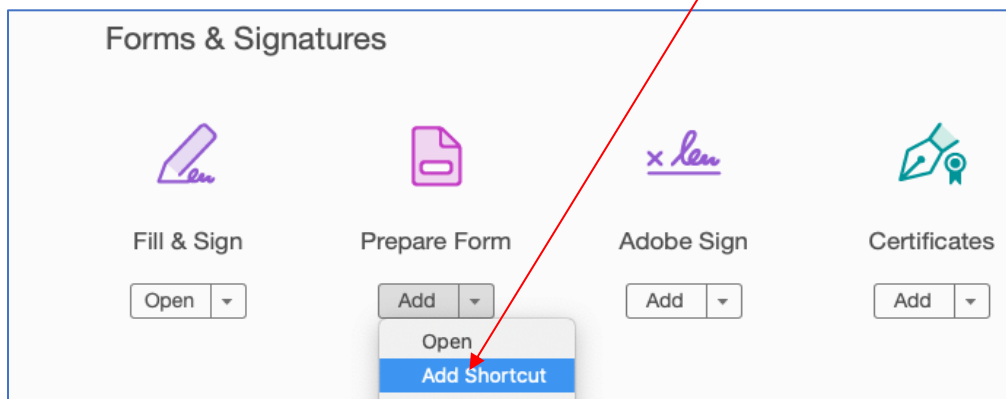 Forms & Signatures
Fill & Sign
Prepare Form
Adobe Sign
Certificates
Open
Add
Add
Add
Open
Add Shortcut